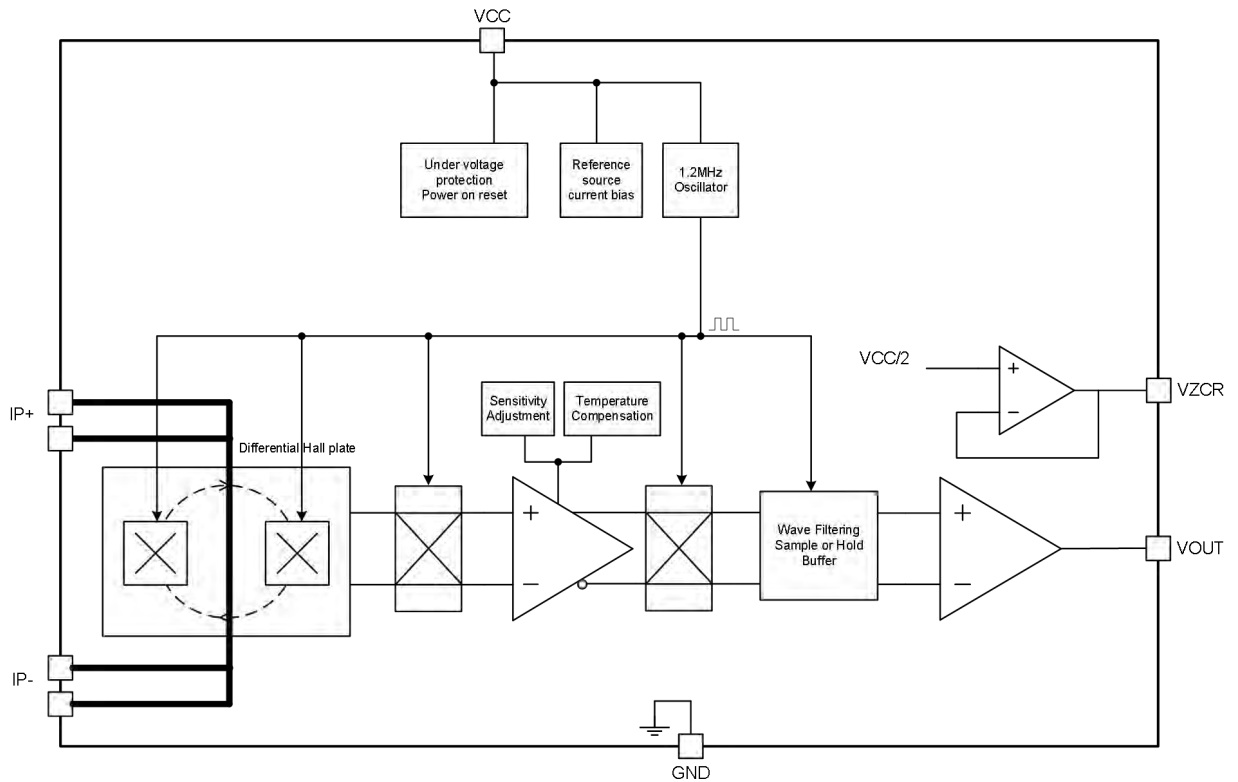 VCC
Under voltage
protection
Power on reset
Reference
source
current bias
1.2MHz
Oscillator
VCC/2
+
−
VZCR
IP+
Sensitivity
Adjustment
Temperature
Compensation
Differential Hall plate
+
−
Wave Filtering
Sample or Hold
Buffer
+
−
VOUT
IP-
GND